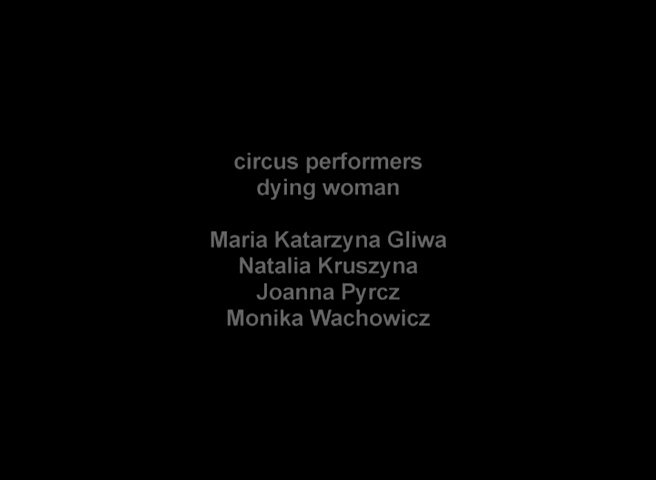 circus performers
dying woman
Maria Katarzyna Gliwa
Natalia Kruszyna
Joanna Pyrcz
Monika Wachowicz